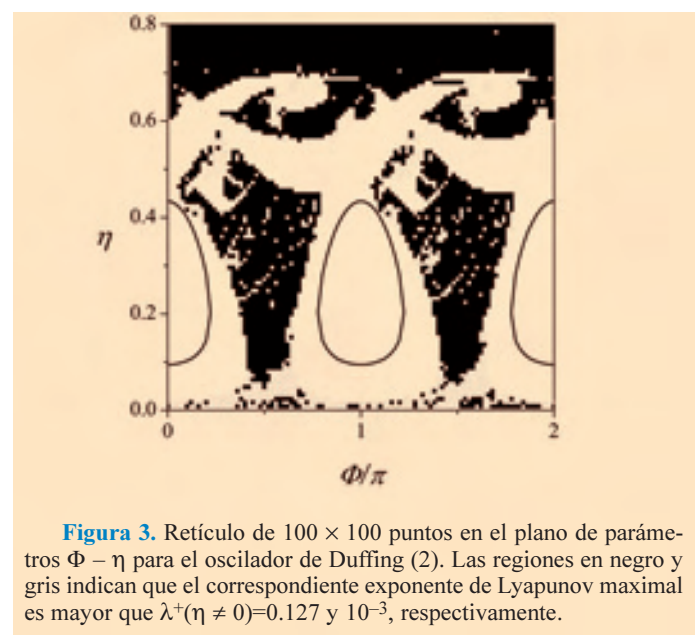 0.8
0.6
η
0.4
0.2
0.0
0
1
2
Φ/π
Figura 3. Retículo de 100 × 100 puntos en el plano de paráme-
tros Φ – η para el oscilador de Duffing (2). Las regiones en negro y
gris indican que el correspondiente exponente de Lyapunov maximal
es mayor que λ⁺(η ≠ 0)=0.127 y 10⁻³, respectivamente.